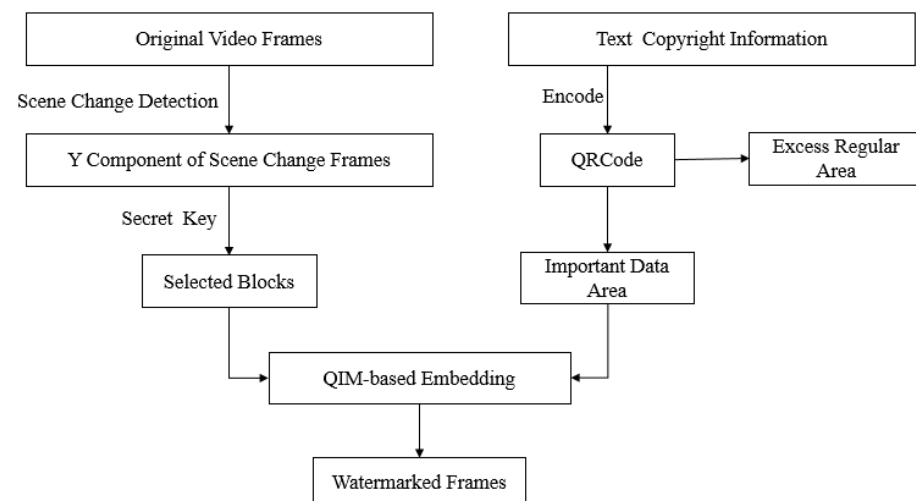 Original Video Frames
Text Copyright Information
Scene Change Detection
Encode
Y Component of Scene Change Frames
QRCode
Excess Regular
Area
Secret Key
Selected Blocks
Important Data
Area
QIM-based Embedding
Watermarked Frames